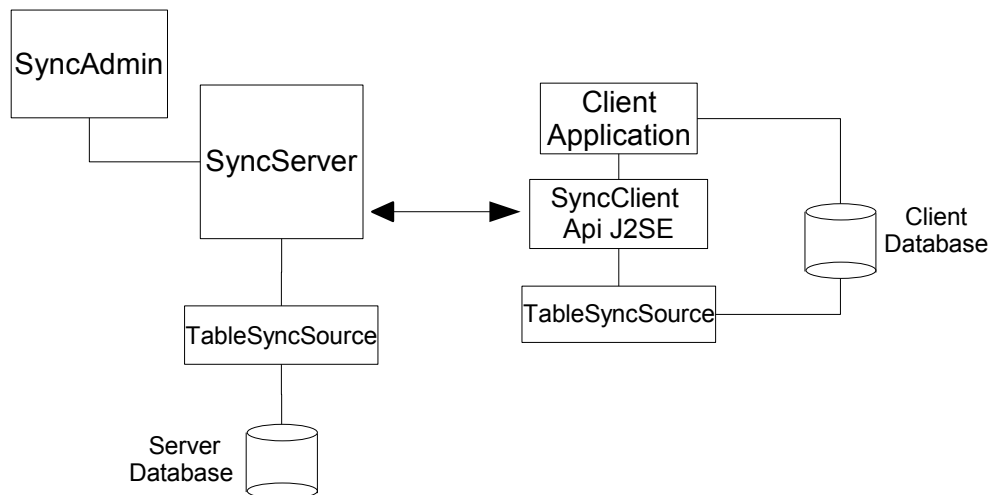 SyncAdmin
SyncServer
TableSyncSource
Server
Database
Client
Application
SyncClient
Api J2SE
TableSyncSource
Client
Database